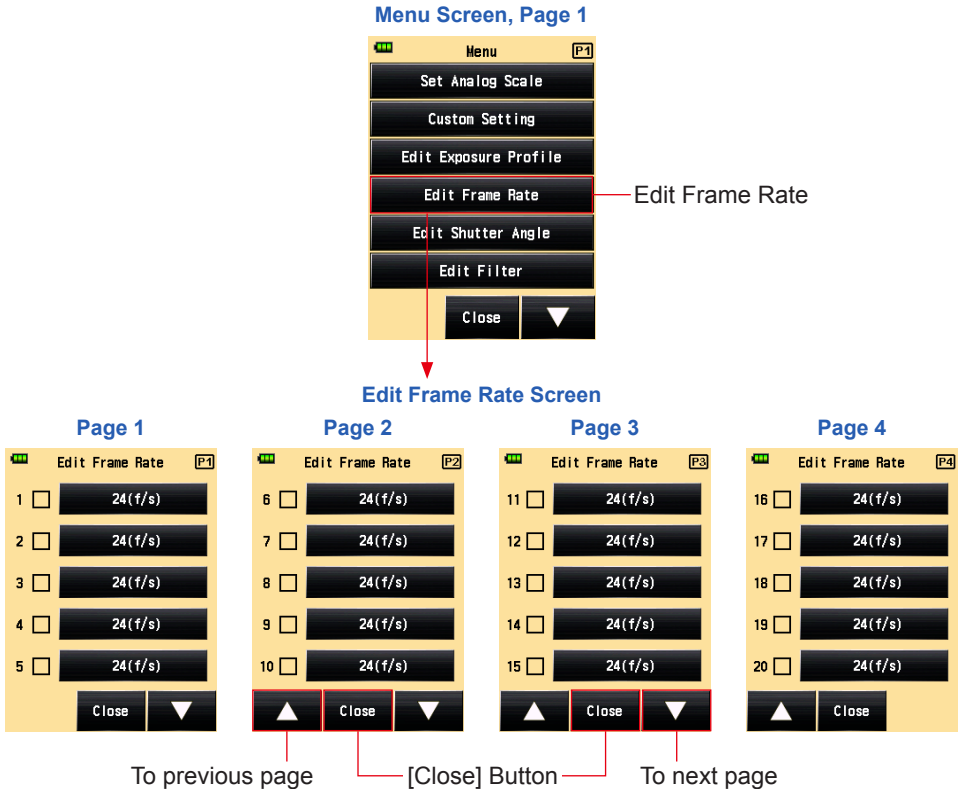 Menu Screen, Page 1
Menu P1
Set Analog Scale
Custom Setting
Edit Exposure Profile
Edit Frame Rate
Edit Frame Rate
Edit Shutter Angle
Edit Filter
Close
Edit Frame Rate Screen
Page 1
Edit Frame Rate P1
1 24(f/s)
2 24(f/s)
3 24(f/s)
4 24(f/s)
5 24(f/s)
Close
Page 2
Edit Frame Rate P2
6 24(f/s)
7 24(f/s)
8 24(f/s)
9 24(f/s)
10 24(f/s)
Close
Page 3
Edit Frame Rate P3
11 24(f/s)
12 24(f/s)
13 24(f/s)
14 24(f/s)
15 24(f/s)
Close
Page 4
Edit Frame Rate P4
16 24(f/s)
17 24(f/s)
18 24(f/s)
19 24(f/s)
20 24(f/s)
Close
To previous page
[Close] Button
To next page